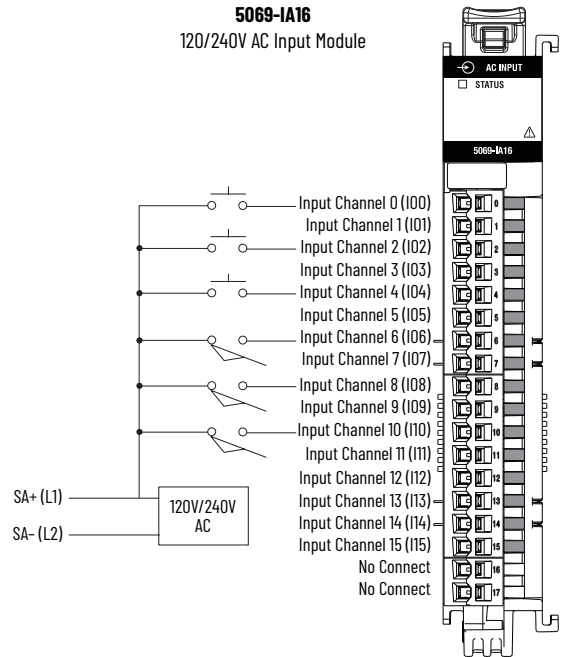 5069-IA16
120/240V AC Input Module
AC INPUT
STATUS
5069-IA16
Input Channel 0 (I00)
0
Input Channel 1 (I01)
1
Input Channel 2 (I02)
2
Input Channel 3 (I03)
3
Input Channel 4 (I04)
4
Input Channel 5 (I05)
5
Input Channel 6 (I06)
6
Input Channel 7 (I07)
7
Input Channel 8 (I08)
8
Input Channel 9 (I09)
9
Input Channel 10 (I10)
10
Input Channel 11 (I11)
11
Input Channel 12 (I12)
12
Input Channel 13 (I13)
13
Input Channel 14 (I14)
14
Input Channel 15 (I15)
15
No Connect
16
No Connect
17
SA+ (L1)
SA- (L2)
120V/240V
AC